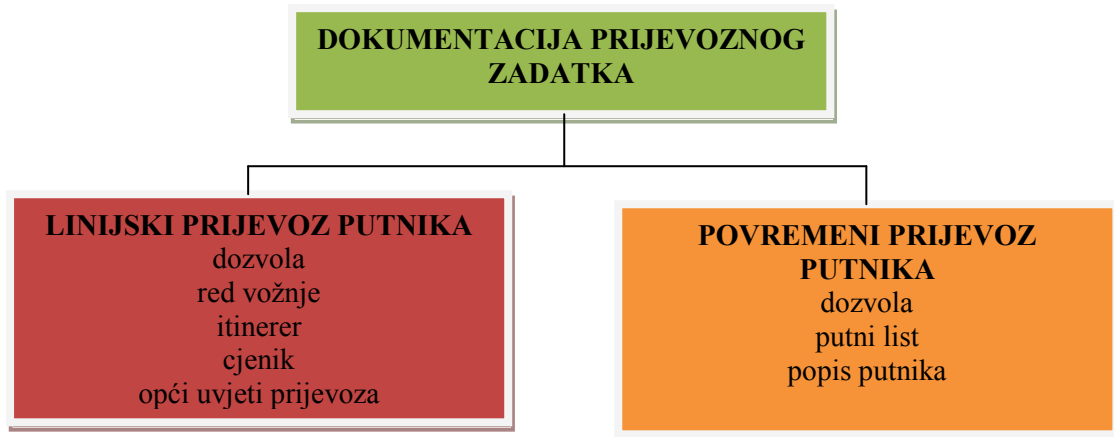 DOKUMENTACIJA PRIJEVOZNOG
ZADATKA
LINIJSKI PRIJEVOZ PUTNIKA
dozvola
red vožnje
itinerer
cjenik
opći uvjeti prijevoza
POVREMENI PRIJEVOZ
PUTNIKA
dozvola
putni list
popis putnika